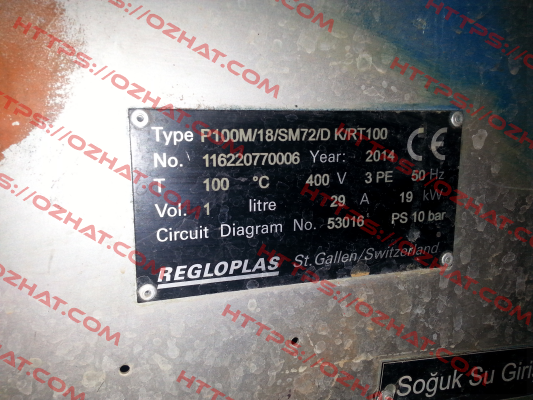 Type P100M/18/SM72/D K/RT100
No. 116220770006 Year: 2014 CE
T 100 °C 400 V 3 PE 50 Hz
Vol. 1 litre 29 A 19 kW
Circuit Diagram No. 53016 PS 10 bar
REGLOPLAS St.Gallen/Switzerland
Soğuk Su Giriş
HTTPS://OZHAT.COM